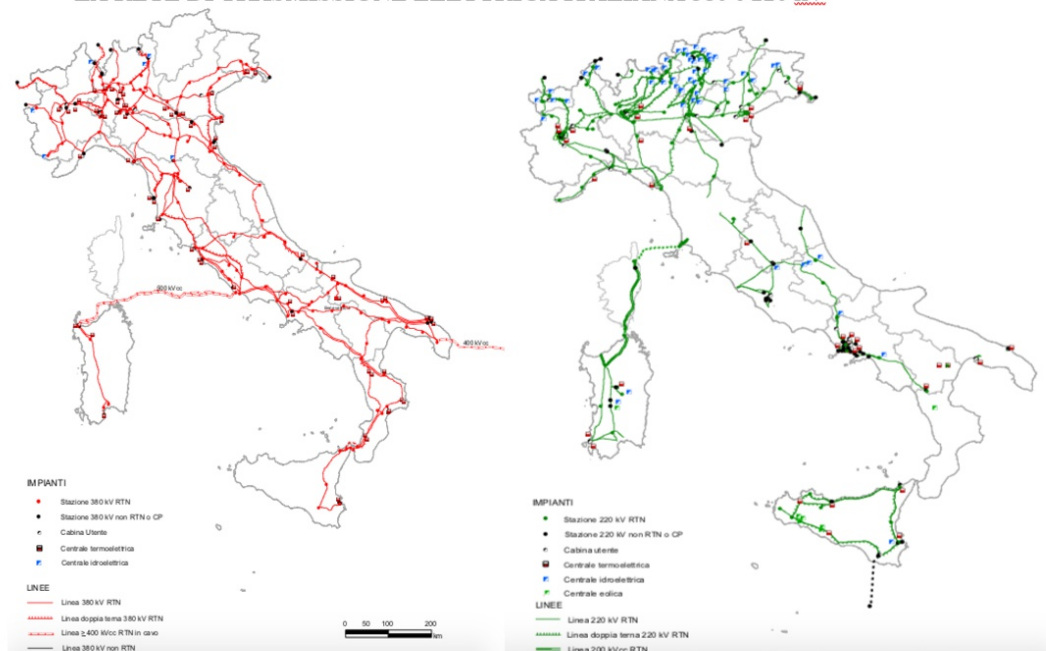 500 kVcc
400 kVcc
IMPIANTI
Stazione 380 kV RTN
Stazione 380 kV non RTN o CP
Cabina Utente
Centrale termoelettrica
Centrale idroelettrica
LINEE
Linea 380 kV RTN
Linea doppia terna 380 kV RTN
Linea ≥400 kVcc RTN in cavo
Linea 380 kV non RTN
0 50 100 200
km
IMPIANTI
Stazione 220 kV RTN
Stazione 220 kV non RTN o CP
Cabina utente
Centrale termoelettrica
Centrale idroelettrica
Centrale eolica
LINEE
Linea 220 kV RTN
Linea doppia terna 220 kV RTN
Linea 200 kVcc RTN